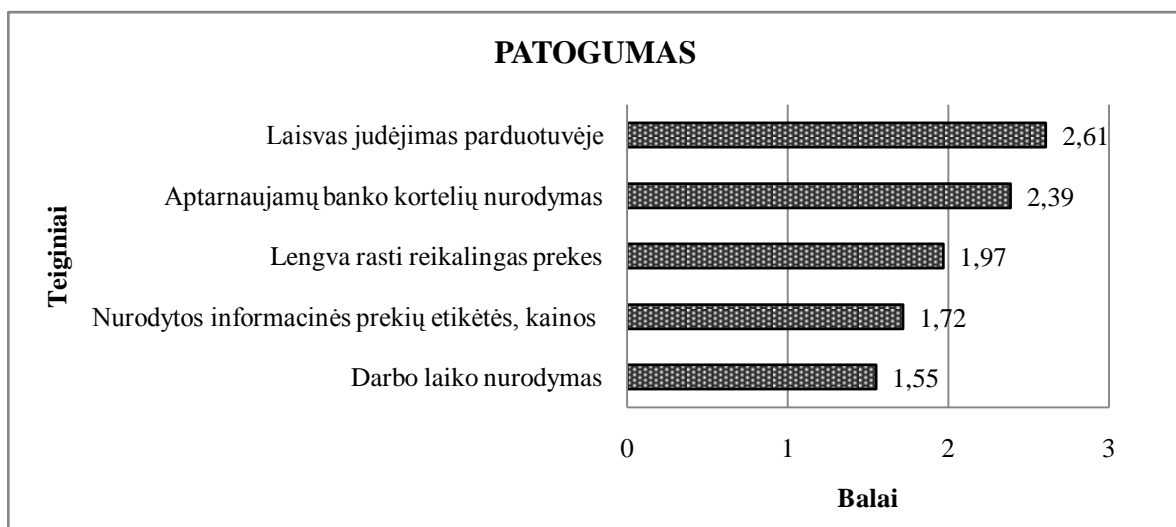 PATOGUMAS
Laisvas judėjimas parduotuvėje 2,61
Aptarnaujamų banko kortelių nurodymas 2,39
Lengva rasti reikalingas prekes 1,97
Nurodytos informacinės prekių etikėtės, kainos 1,72
Darbo laiko nurodymas 1,55
Teiginiai
0 1 2 3
Balai